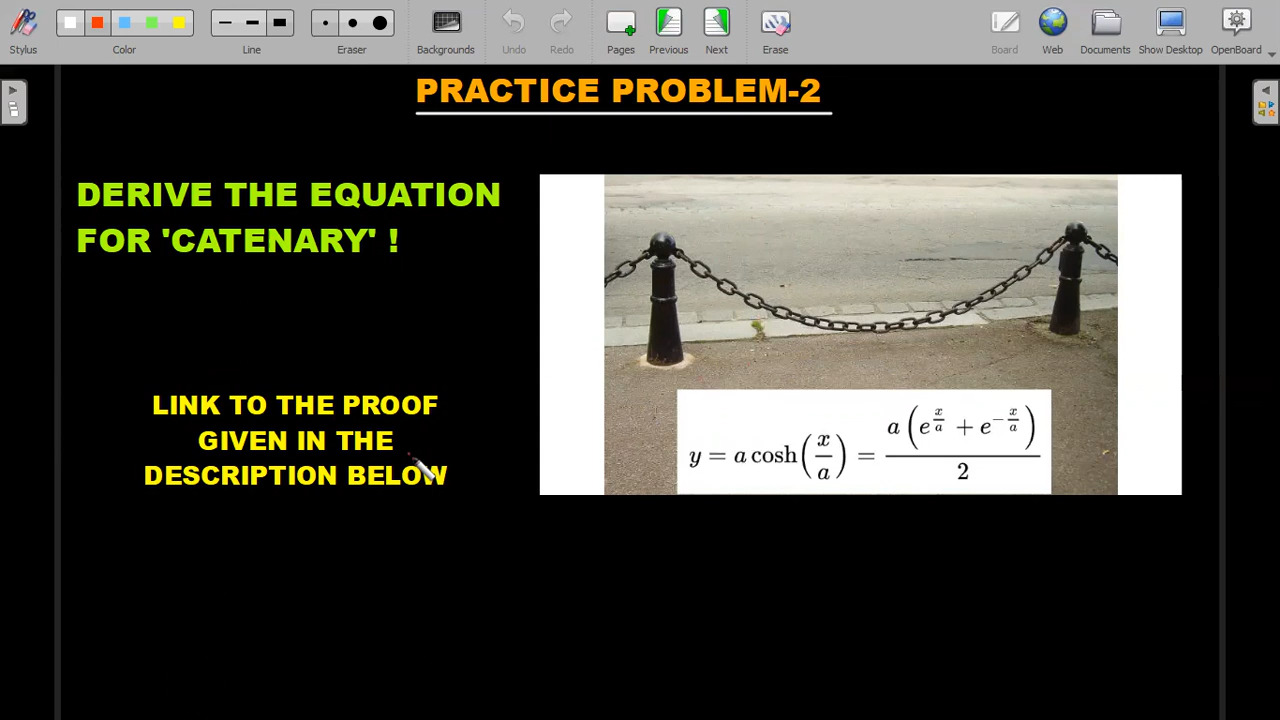 Stylus
Color
Line
Eraser
Backgrounds
Undo
Redo
Pages
Previous
Next
Erase
Board
Web
Documents
Show Desktop
OpenBoard
PRACTICE PROBLEM-2
DERIVE THE EQUATION
FOR 'CATENARY' !
LINK TO THE PROOF
GIVEN IN THE
DESCRIPTION BELOW
y = a cosh(x/a) = a(e^{x/a} + e^{-x/a})/2